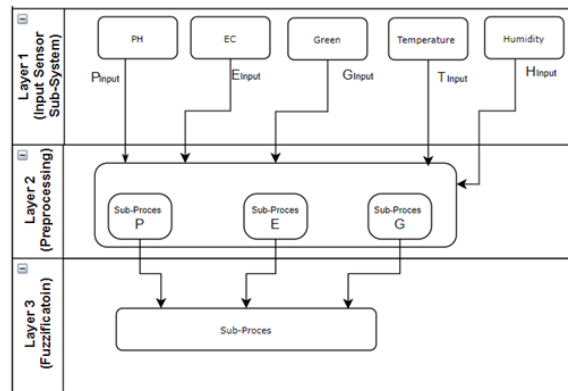 Layer 1
(Input Sensor
Sub-System)
PH
EC
Green
Temperature
Humidity
PInput
EInput
GInput
TInput
HInput
Layer 2
(Preprocessing)
Sub-Proces
P
Sub-Proces
E
Sub-Proces
G
Layer 3
(Fuzzificatoin)
Sub-Proces